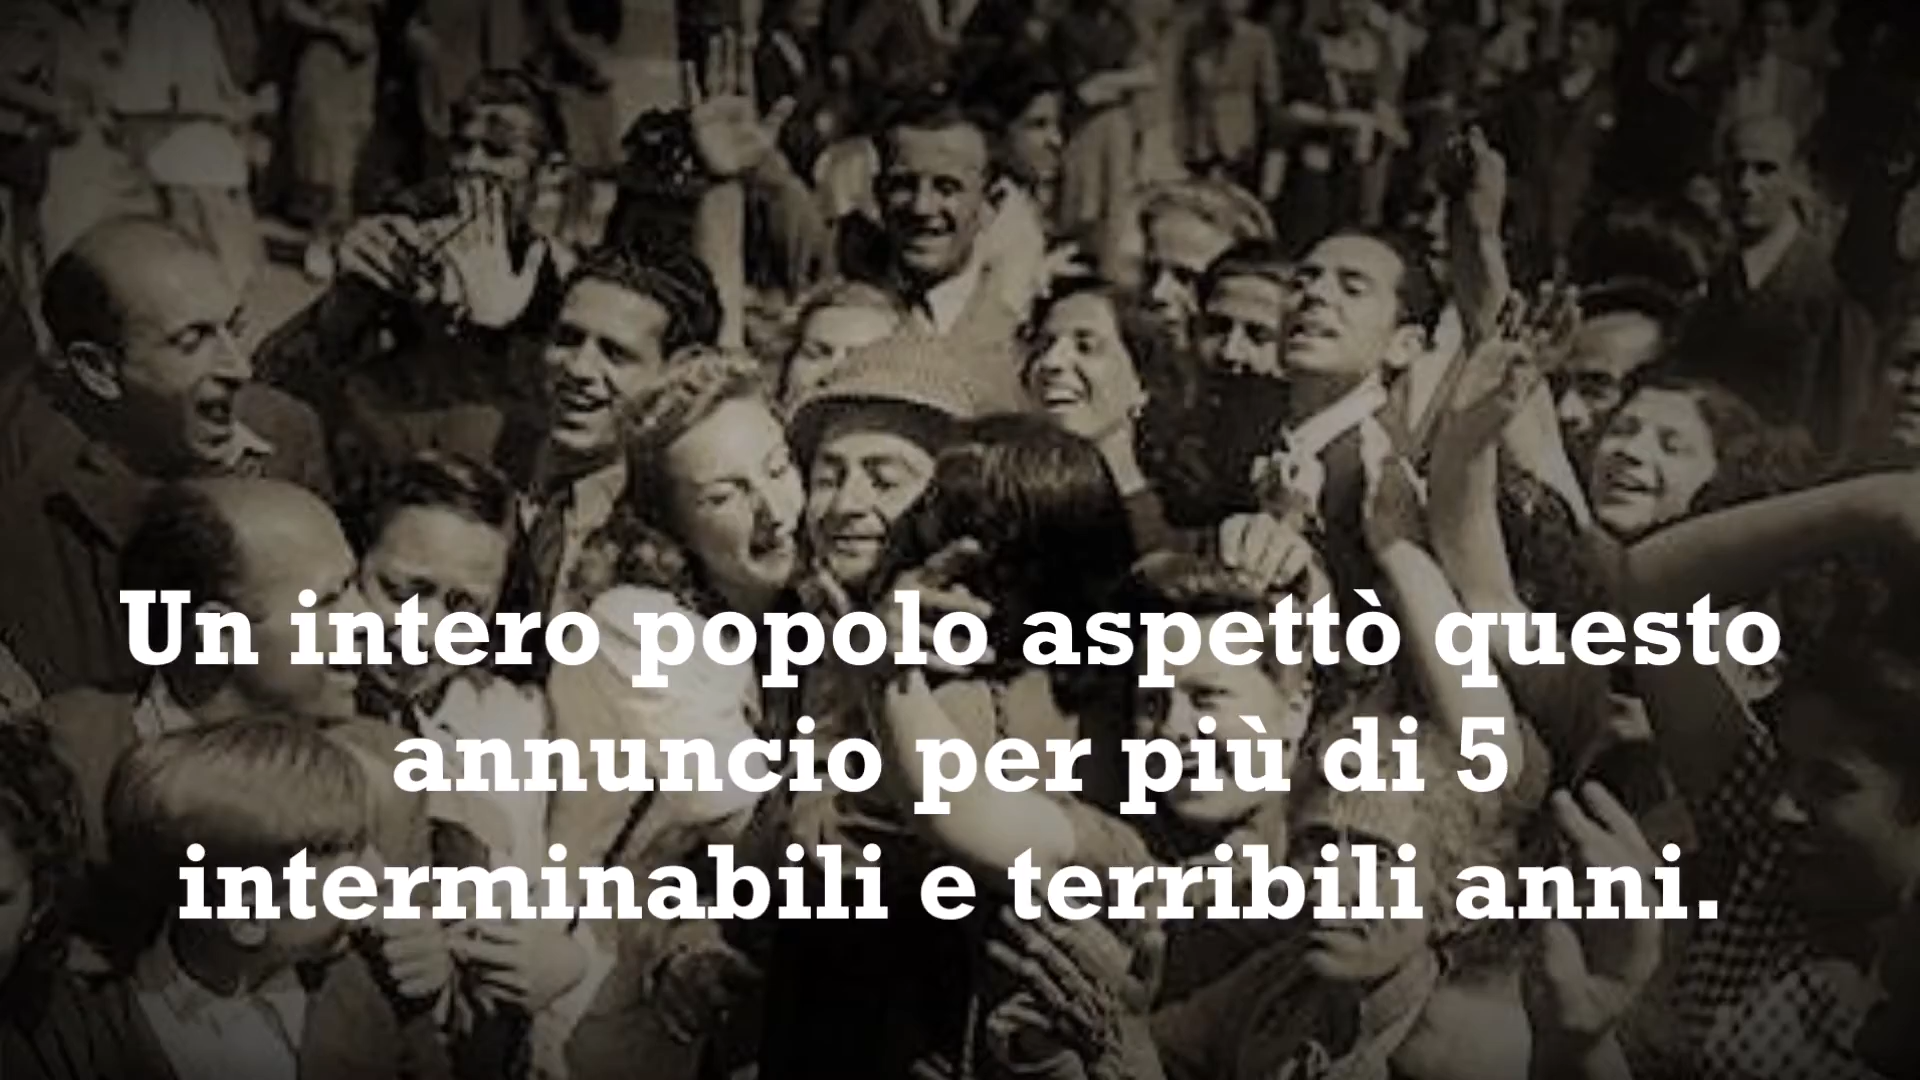 Un intero popolo aspettò questo
annuncio per più di 5
interminabili e terribili anni.